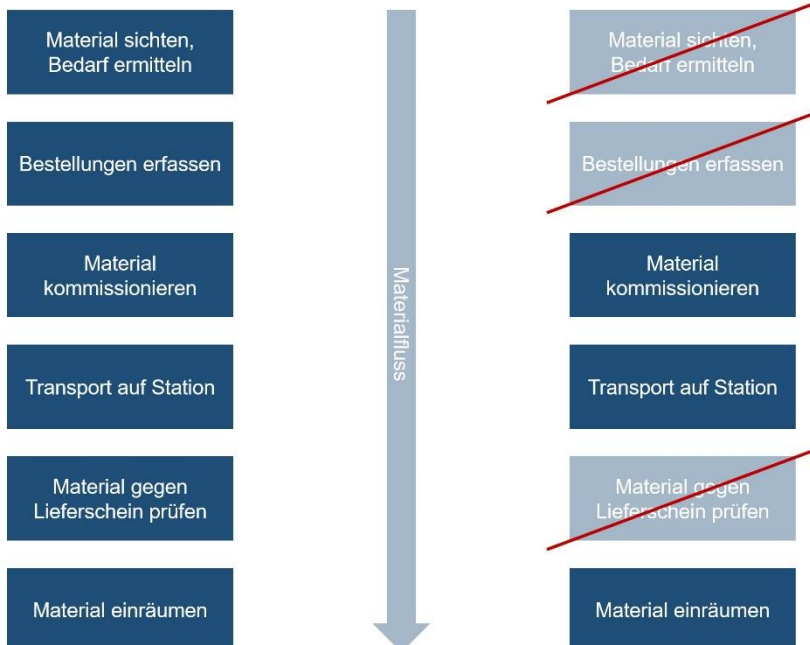 Material sichten,
Bedarf ermitteln
Bestellungen erfassen
Material
kommissionieren
Transport auf Station
Material gegen
Lieferschein prüfen
Material einräumen
Materialfluss
Material sichten,
Bedarf ermitteln
Bestellungen erfassen
Material
kommissionieren
Transport auf Station
Material gegen
Lieferschein prüfen
Material einräumen